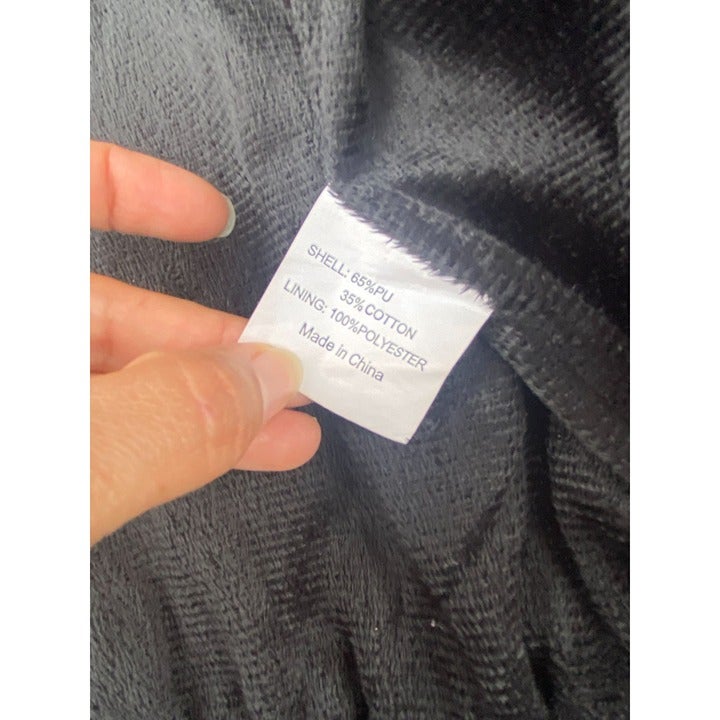 SHELL: 65%PU
35%COTTON
LINING: 100%POLYESTER
Made in China